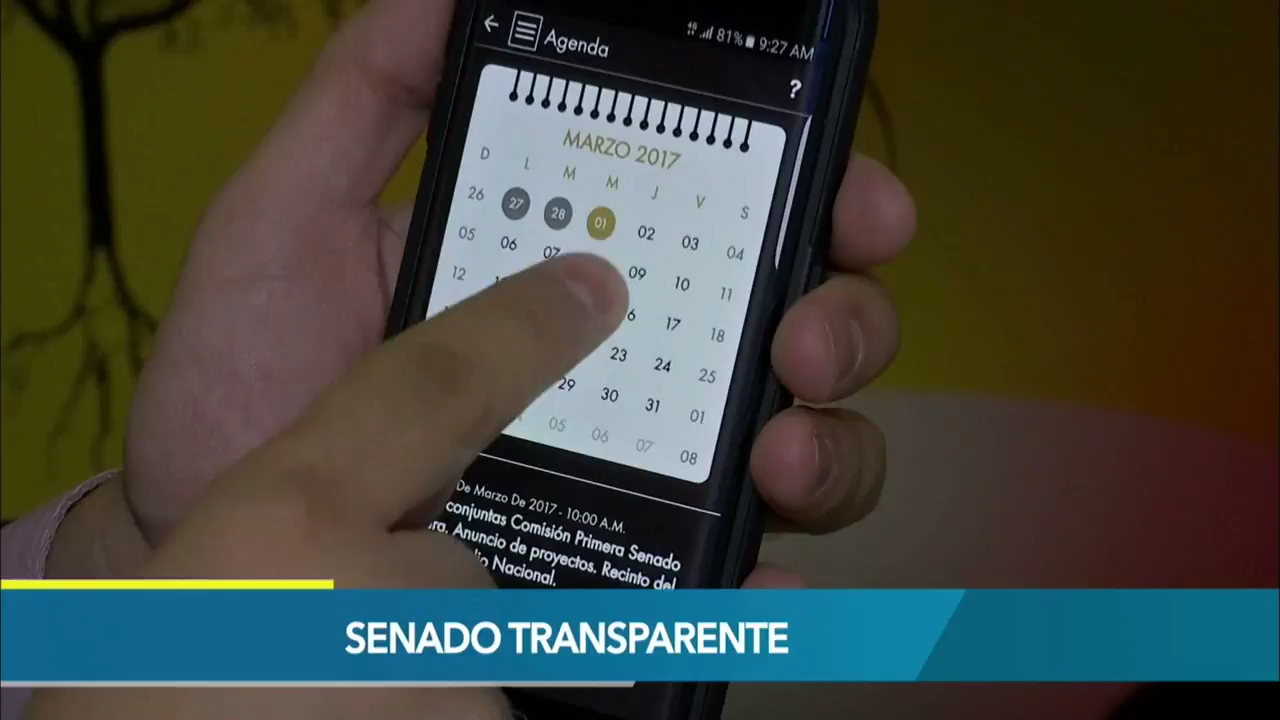 4G 81% 9:27 AM
Agenda
?
MARZO 2017
D L M M J V S
26 27 28 01 02 03 04
05 06 07 09 10 11
12 17 18
23 24 25
29 30 31 01
05 06 07 08
De Marzo De 2017 - 10:00 A.M.
conjuntas Comisión Primera Senado
Anuncio de proyectos. Recinto del
Nacional.
SENADO TRANSPARENTE